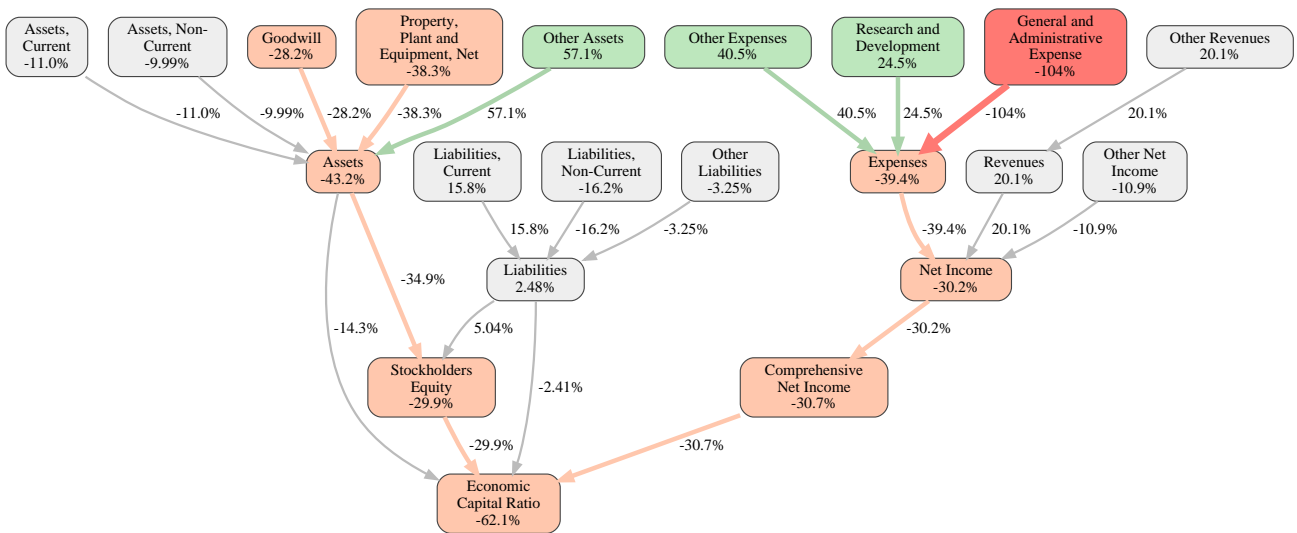 Assets,
Current
-11.0%
Assets, Non-
Current
-9.99%
Goodwill
-28.2%
Property,
Plant and
Equipment, Net
-38.3%
Other Assets
57.1%
Other Expenses
40.5%
Research and
Development
24.5%
General and
Administrative
Expense
-104%
Other Revenues
20.1%
-11.0%
-9.99%
-28.2%
-38.3%
57.1%
40.5%
24.5%
-104%
20.1%
Assets
-43.2%
Liabilities,
Current
15.8%
Liabilities,
Non-Current
-16.2%
Other
Liabilities
-3.25%
Expenses
-39.4%
Revenues
20.1%
Other Net
Income
-10.9%
15.8%
-16.2%
-3.25%
-39.4%
20.1%
-10.9%
-34.9%
Liabilities
2.48%
Net Income
-30.2%
-14.3%
5.04%
-30.2%
Stockholders
Equity
-29.9%
-2.41%
Comprehensive
Net Income
-30.7%
-29.9%
-30.7%
Economic
Capital Ratio
-62.1%